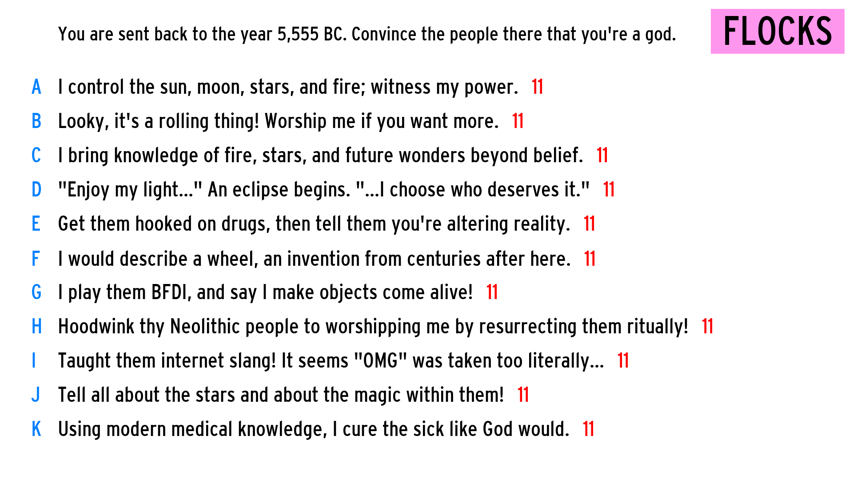 You are sent back to the year 5,555 BC. Convince the people there that you're a god.
FLOCKS
A I control the sun, moon, stars, and fire; witness my power. 11
B Looky, it's a rolling thing! Worship me if you want more. 11
C I bring knowledge of fire, stars, and future wonders beyond belief. 11
D "Enjoy my light..." An eclipse begins. "...I choose who deserves it." 11
E Get them hooked on drugs, then tell them you're altering reality. 11
F I would describe a wheel, an invention from centuries after here. 11
G I play them BFDI, and say I make objects come alive! 11
H Hoodwink thy Neolithic people to worshipping me by resurrecting them ritually! 11
I Taught them internet slang! It seems "OMG" was taken too literally... 11
J Tell all about the stars and about the magic within them! 11
K Using modern medical knowledge, I cure the sick like God would. 11